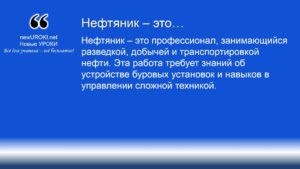 Нефтяник – это…
newUROKI.net
Новые УРОКИ
Всё для учителя – всё бесплатно!
Нефтяник – это профессионал, занимающийся
разведкой, добычей и транспортировкой
нефти. Эта работа требует знаний об
устройстве буровых установок и навыков в
управлении сложной техникой.